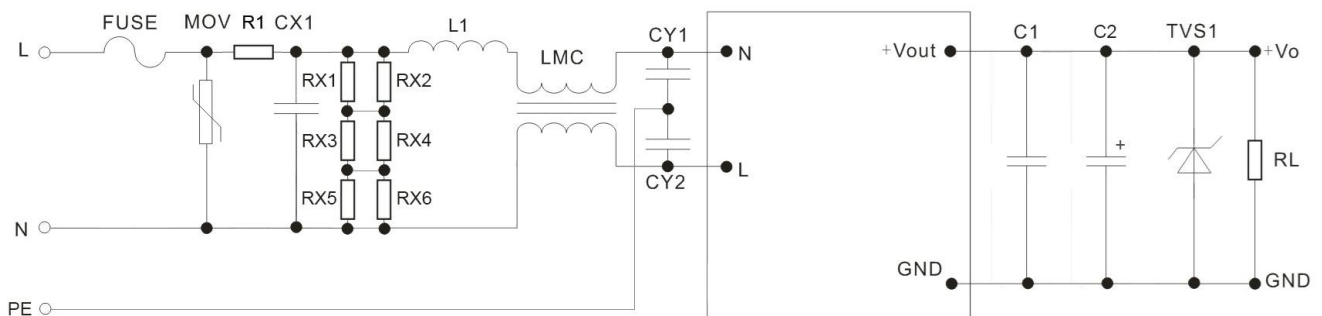 FUSE
MOV
R1
CX1
L1
LMC
CY1
L
RX1
RX2
RX3
RX4
RX5
RX6
N
PE
CY2
N
L
+Vout
GND
C1
C2
TVS1
+Vo
+
RL
GND